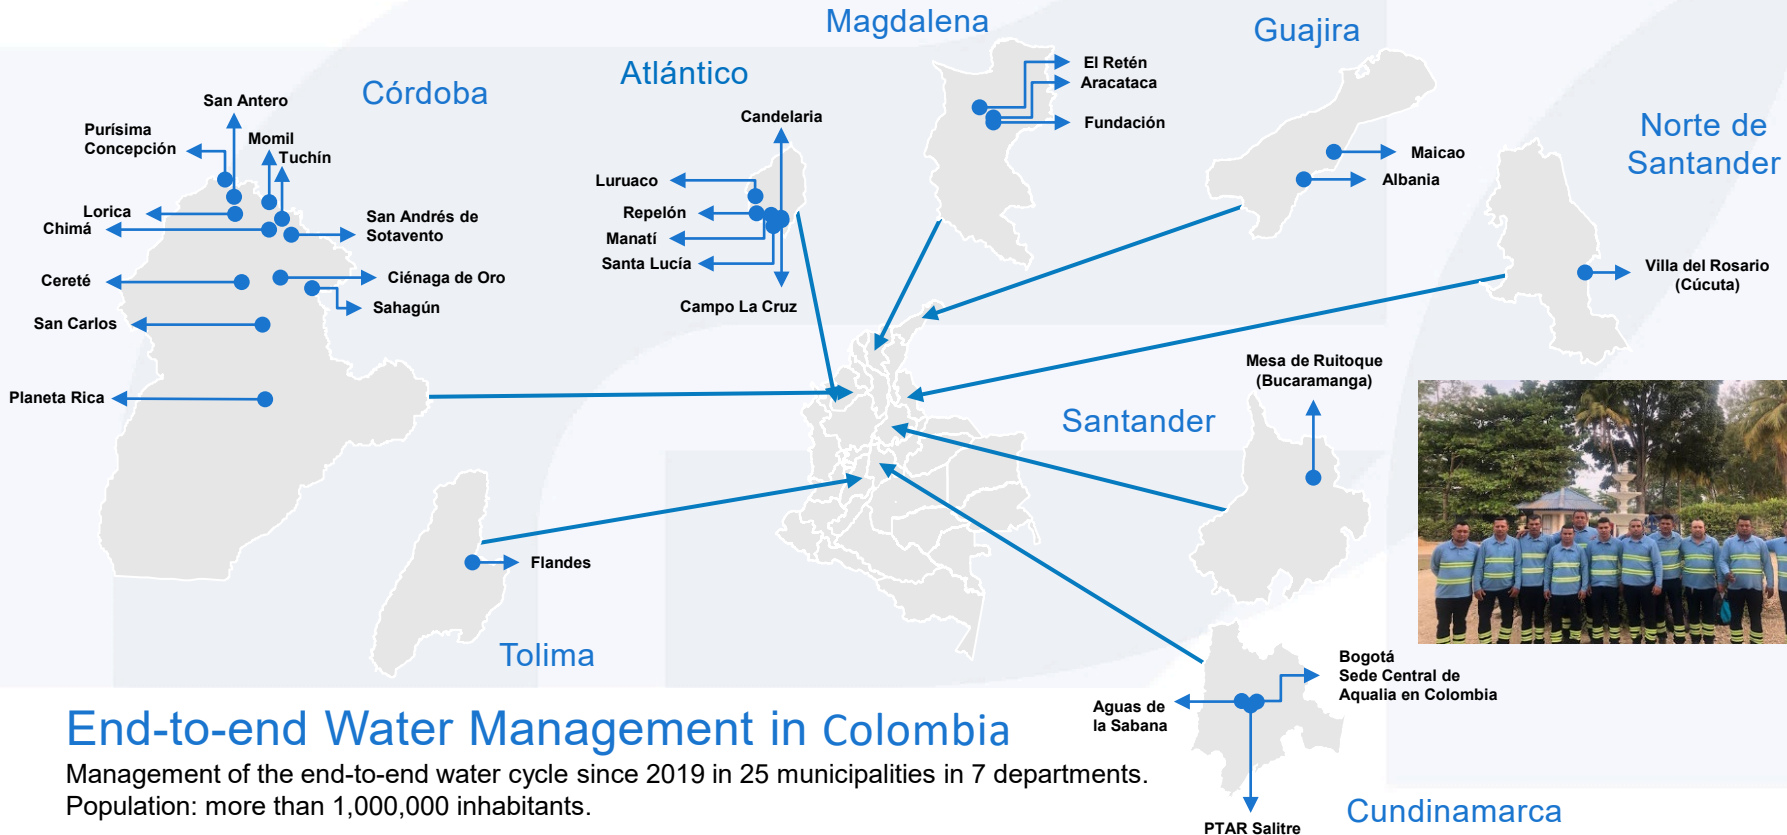 Magdalena
Guajira
Atlántico
Córdoba
Norte de
Santander
San Antero
Purísima
Concepción
Momil
Tuchín
Lorica
Chimá
San Andrés de
Sotavento
Cereté
Ciénaga de Oro
Sahagún
San Carlos
Planeta Rica
Candelaria
Luruaco
Repelón
Manatí
Santa Lucía
Campo La Cruz
El Retén
Aracataca
Fundación
Maicao
Albania
Villa del Rosario
(Cúcuta)
Mesa de Ruitoque
(Bucaramanga)
Santander
Flandes
Tolima
Bogotá
Sede Central de
Aqualia en Colombia
Aguas de
la Sabana
PTAR Salitre
Cundinamarca
End-to-end Water Management in Colombia
Management of the end-to-end water cycle since 2019 in 25 municipalities in 7 departments.
Population: more than 1,000,000 inhabitants.